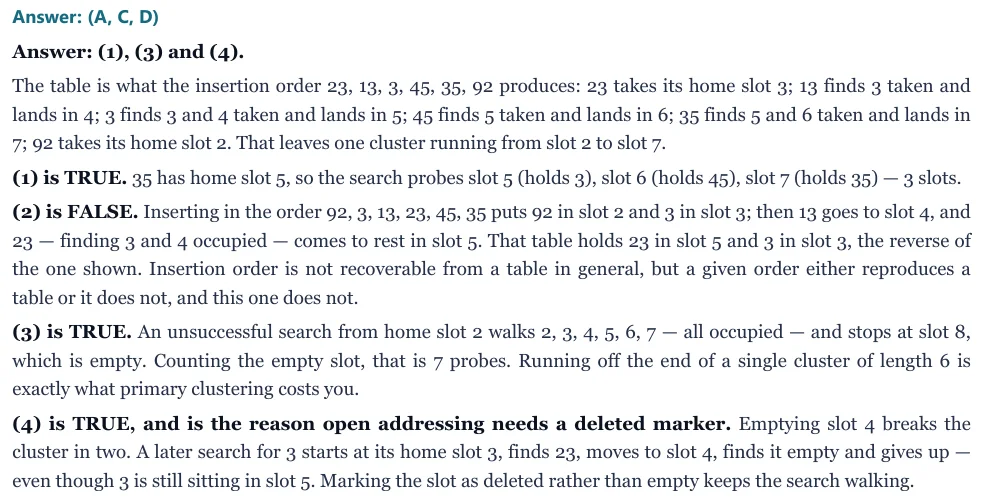 Answer: (A, C, D)
Answer: (1), (3) and (4).
The table is what the insertion order 23, 13, 3, 45, 35, 92 produces: 23 takes its home slot 3; 13 finds 3 taken and
lands in 4; 3 finds 3 and 4 taken and lands in 5; 45 finds 5 taken and lands in 6; 35 finds 5 and 6 taken and lands in
7; 92 takes its home slot 2. That leaves one cluster running from slot 2 to slot 7.
(1) is TRUE. 35 has home slot 5, so the search probes slot 5 (holds 3), slot 6 (holds 45), slot 7 (holds 35) — 3 slots.
(2) is FALSE. Inserting in the order 92, 3, 13, 23, 45, 35 puts 92 in slot 2 and 3 in slot 3; then 13 goes to slot 4, and
23 — finding 3 and 4 occupied — comes to rest in slot 5. That table holds 23 in slot 5 and 3 in slot 3, the reverse of
the one shown. Insertion order is not recoverable from a table in general, but a given order either reproduces a
table or it does not, and this one does not.
(3) is TRUE. An unsuccessful search from home slot 2 walks 2, 3, 4, 5, 6, 7 — all occupied — and stops at slot 8,
which is empty. Counting the empty slot, that is 7 probes. Running off the end of a single cluster of length 6 is
exactly what primary clustering costs you.
(4) is TRUE, and is the reason open addressing needs a deleted marker. Emptying slot 4 breaks the
cluster in two. A later search for 3 starts at its home slot 3, finds 23, moves to slot 4, finds it empty and gives up —
even though 3 is still sitting in slot 5. Marking the slot as deleted rather than empty keeps the search walking.